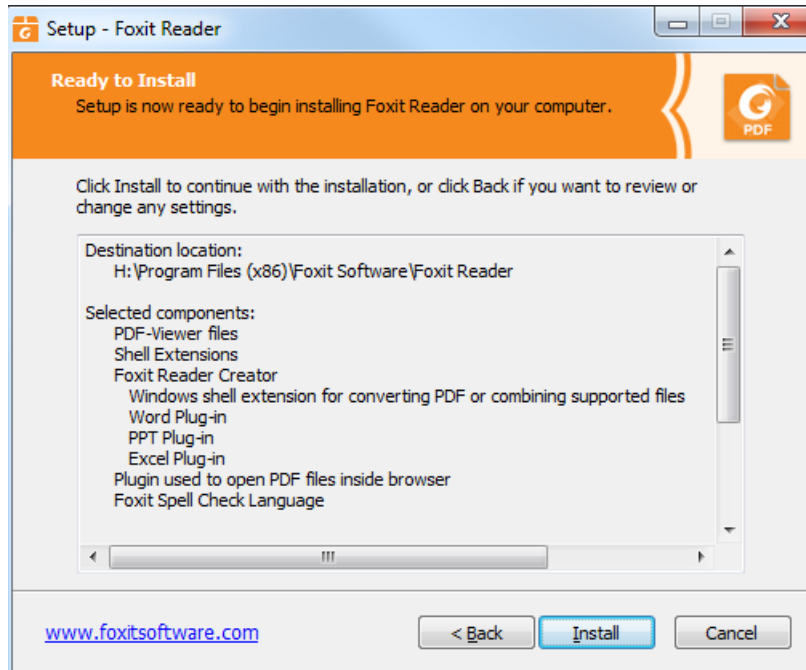 Setup - Foxit Reader
Ready to Install
Setup is now ready to begin installing Foxit Reader on your computer.
PDF
Click Install to continue with the installation, or click Back if you want to review or
change any settings.
Destination location:
H:\Program Files (x86)\Foxit Software\Foxit Reader
Selected components:
PDF-Viewer files
Shell Extensions
Foxit Reader Creator
Windows shell extension for converting PDF or combining supported files
Word Plug-in
PPT Plug-in
Excel Plug-in
Plugin used to open PDF files inside browser
Foxit Spell Check Language
www.foxitsoftware.com
< Back
Install
Cancel